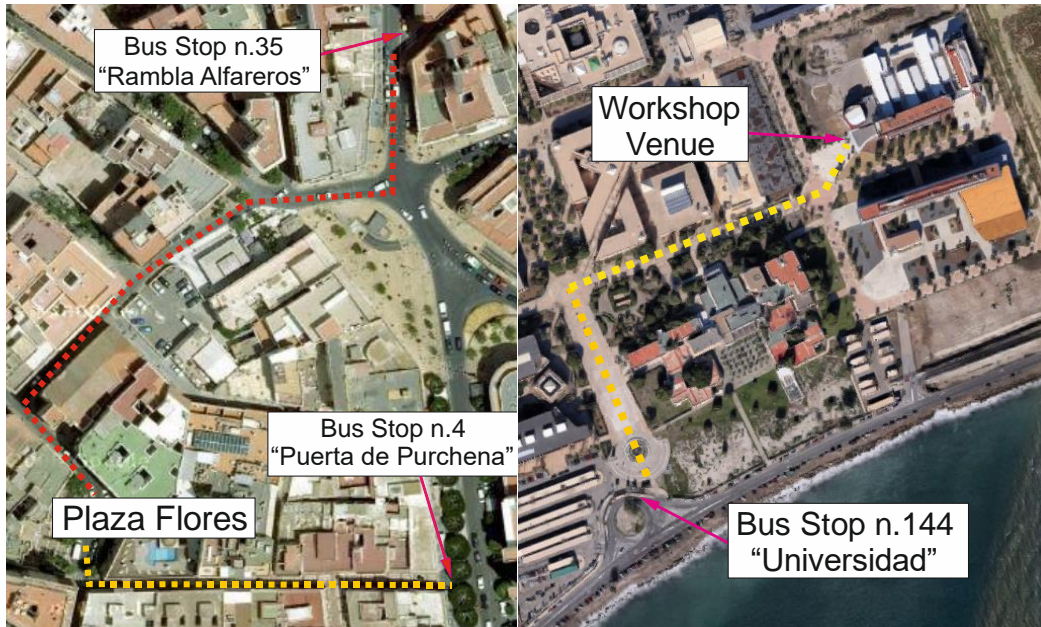 Bus Stop n.35
“Rambla Alfareros”
Bus Stop n.4
“Puerta de Purchena”
Plaza Flores
Workshop
Venue
Bus Stop n.144
“Universidad”